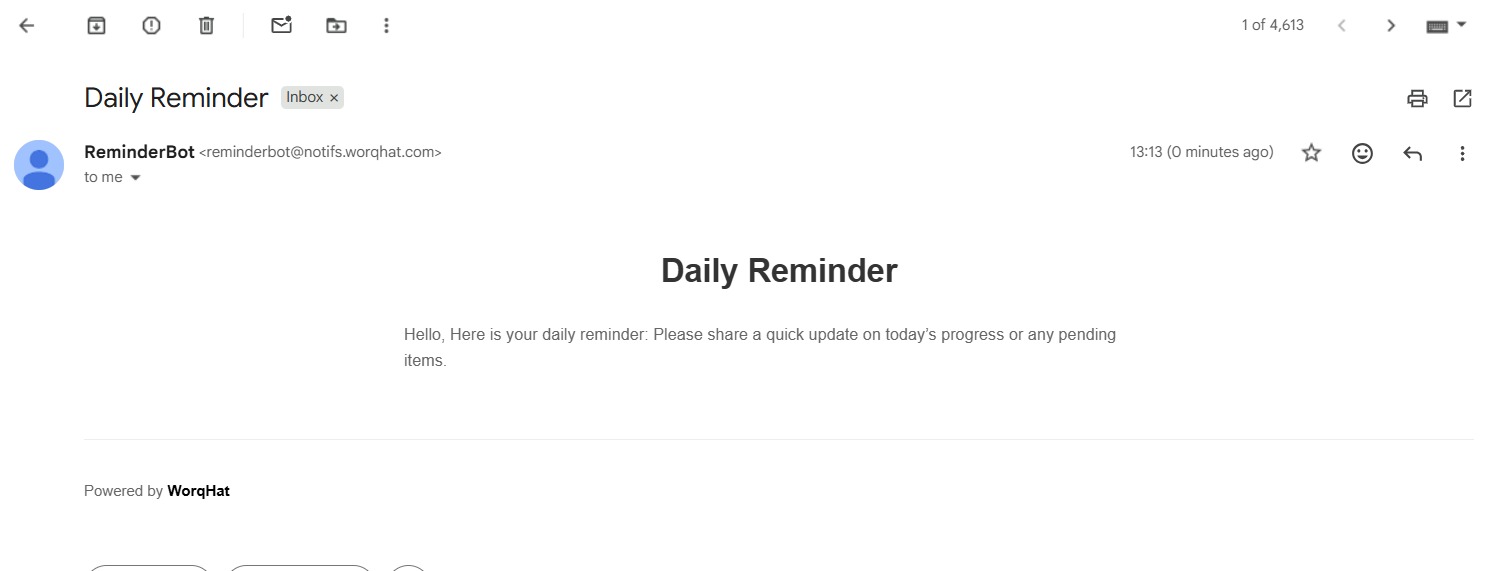 1 of 4,613
Daily Reminder Inbox ×
ReminderBot <reminderbot@notifs.worqhat.com> 13:13 (0 minutes ago)
to me
Daily Reminder
Hello, Here is your daily reminder: Please share a quick update on today’s progress or any pending
items.
Powered by WorqHat